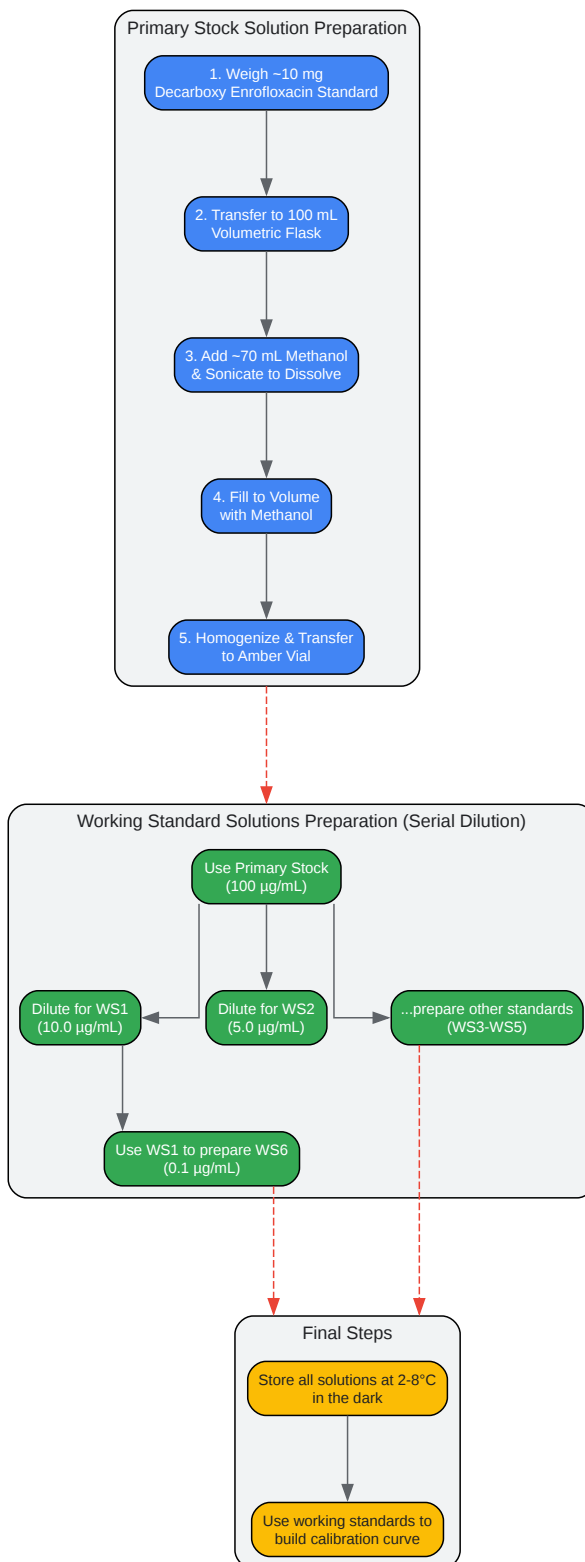 Primary Stock Solution Preparation
1. Weigh ~10 mg
Decarboxy Enrofloxacin Standard
2. Transfer to 100 mL
Volumetric Flask
3. Add ~70 mL Methanol
& Sonicate to Dissolve
4. Fill to Volume
with Methanol
5. Homogenize & Transfer
to Amber Vial
Working Standard Solutions Preparation (Serial Dilution)
Use Primary Stock
(100 µg/mL)
Dilute for WS1
(10.0 µg/mL)
Dilute for WS2
(5.0 µg/mL)
...prepare other standards
(WS3-WS5)
Use WS1 to prepare WS6
(0.1 µg/mL)
Final Steps
Store all solutions at 2-8°C
in the dark
Use working standards to
build calibration curve